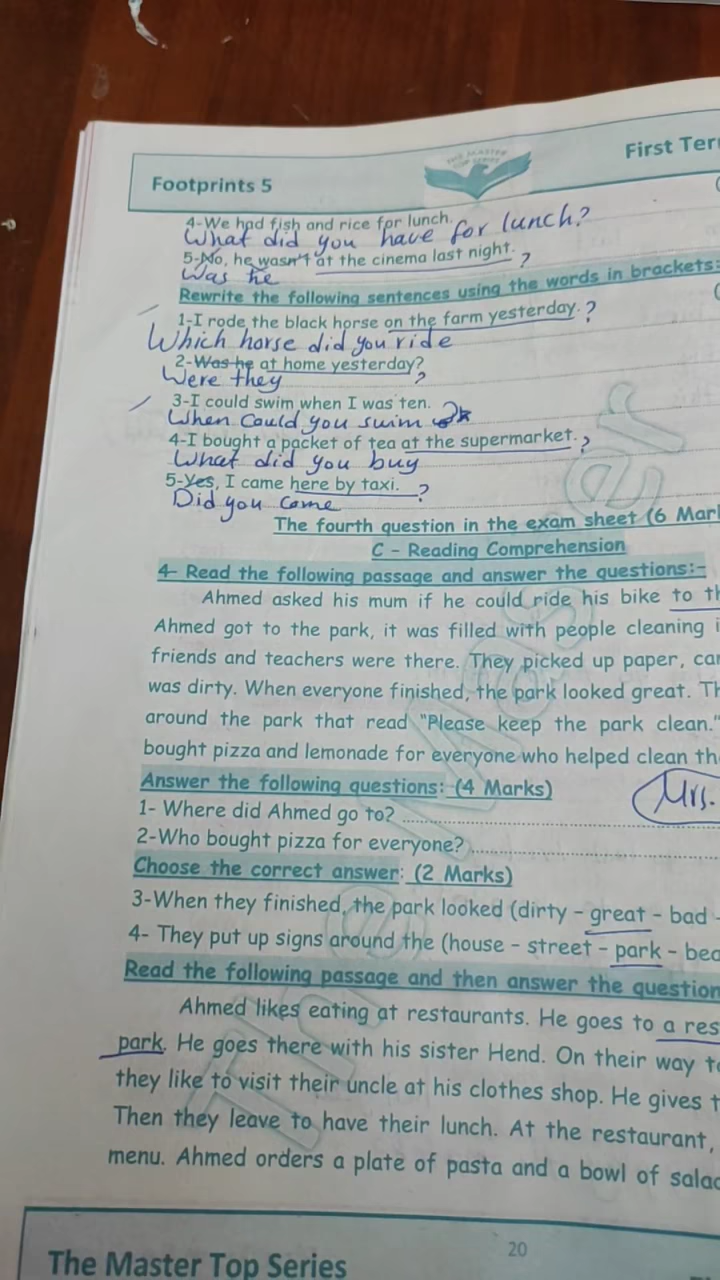 First
Footprints 5
THE MASTER
TOP SERIES
4-We had fish and rice for lunch.
What did you have for lunch?
5-No, he wasn't at the cinema last night. ?
Was he
Rewrite the following sentences using the words in brackets:
1-I rode the black horse on the farm yesterday. ?
Which horse did you ride
2-Was he at home yesterday?
Were they ?
3-I could swim when I was ten. ?
When Could you swim
4-I bought a packet of tea at the supermarket. ?
What did you buy
5-Yes, I came here by taxi. ?
Did you come
The fourth question in the exam sheet (6
C - Reading Comprehension
4- Read the following passage and answer the questions:-
Ahmed asked his mum if he could ride his bike to
Ahmed got to the park, it was filled with people cleaning
friends and teachers were there. They picked up paper,
was dirty. When everyone finished, the park looked great.
around the park that read "Please keep the park clean."
bought pizza and lemonade for everyone who helped clean
Answer the following questions: (4 Marks)
Mrs.
1- Where did Ahmed go to?
2-Who bought pizza for everyone?
Choose the correct answer: (2 Marks)
3-When they finished, the park looked (dirty - great - bad -
4- They put up signs around the (house - street - park -
Read the following passage and then answer the
Ahmed likes eating at restaurants. He goes to a
park. He goes there with his sister Hend. On their way
they like to visit their uncle at his clothes shop. He gives
Then they leave to have their lunch. At the restaurant,
menu. Ahmed orders a plate of pasta and a bowl of
The Master
20
The Master Top Series